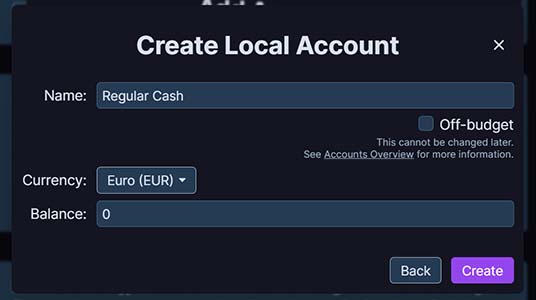 Create Local Account
Name:
Regular Cash
Off-budget
This cannot be changed later.
See Accounts Overview for more information.
Currency:
Euro (EUR)
Balance:
0
Back
Create